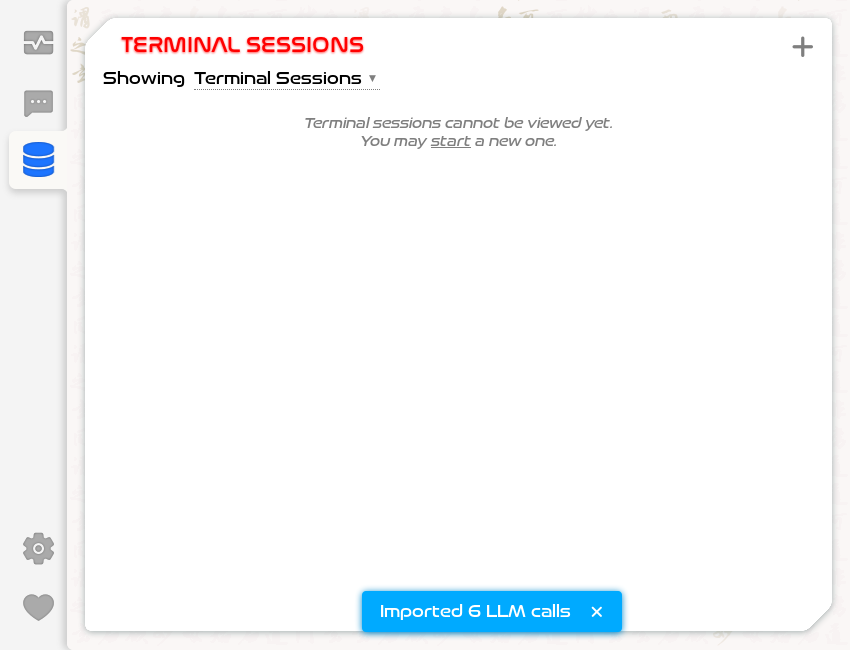 TERMINAL SESSIONS
Showing Terminal Sessions ▼
Terminal sessions cannot be viewed yet.
You may start a new one.
Imported 6 LLM calls ×